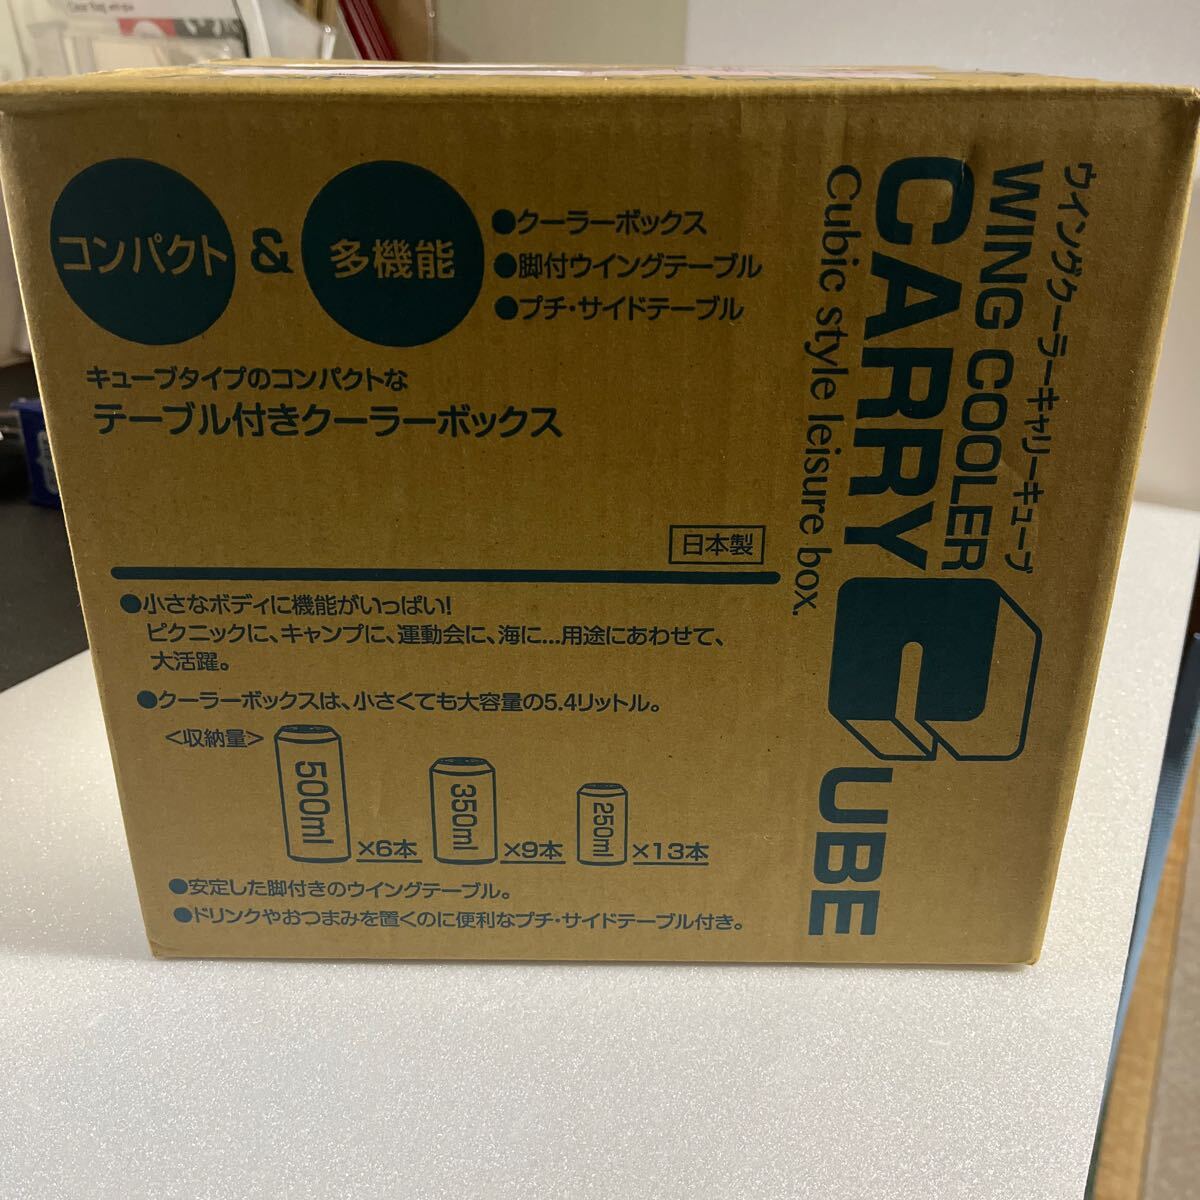 コンパクト
&
多機能
●クーラーボックス
●脚付ウイングテーブル
●プチ・サイドテーブル
キューブタイプのコンパクトな
テーブル付きクーラーボックス
日本製
●小さなボディに機能がいっぱい!
ピクニックに、キャンプに、運動会に、海に…用途にあわせて、
大活躍。
●クーラーボックスは、小さくても大容量の5.4リットル。
<収納量>
500ml
×6本
350ml
×9本
250ml
×13本
●安定した脚付きのウイングテーブル。
●ドリンクやおつまみを置くのに便利なプチ・サイドテーブル付き。
ウイングクーラーキャリーキューブ
WING COOLER
CARRY CUBE
Cubic style leisure box.